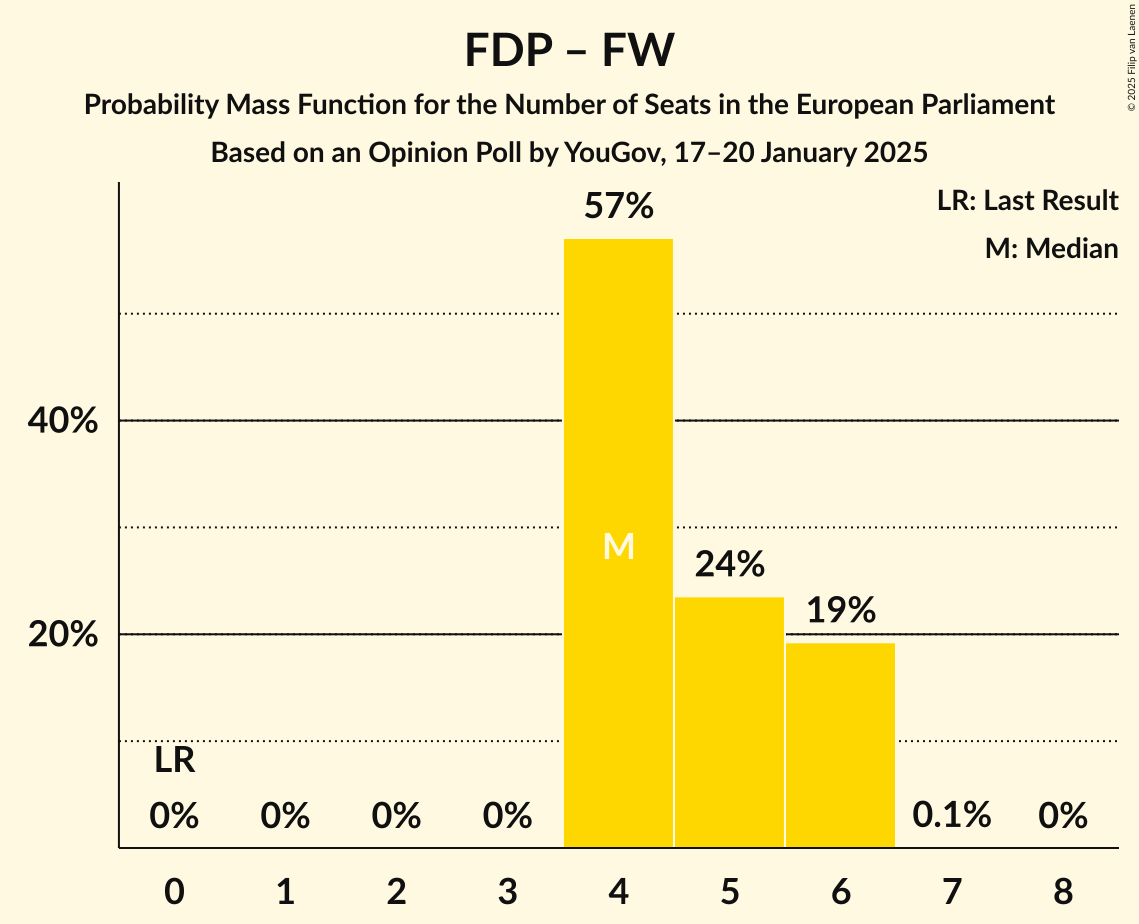 FDP – FW
Probability Mass Function for the Number of Seats in the European Parliament
Based on an Opinion Poll by YouGov, 17–20 January 2025
© 2025 Filip van Laenen
LR: Last Result
M: Median
57%
40%
M
24%
19%
20%
LR
0%
0%
0%
0%
0.1%
0%
0
1
2
3
4
5
6
7
8